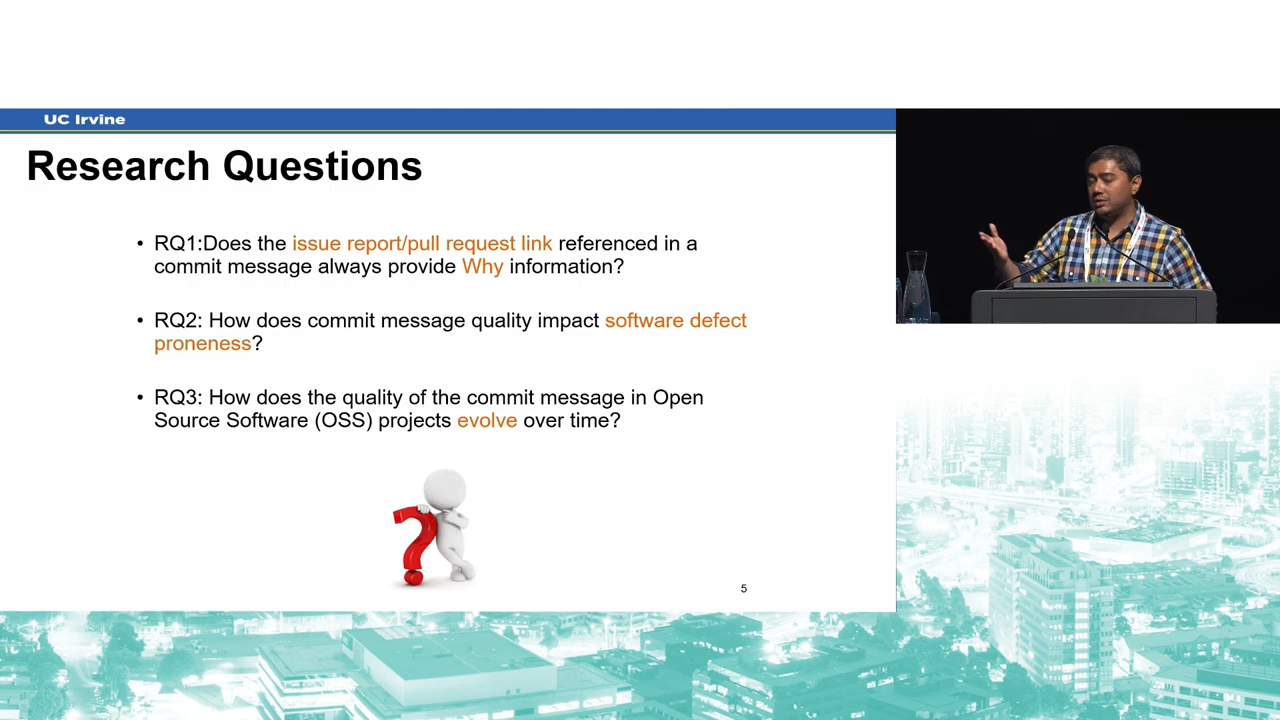 UC Irvine
Research Questions
• RQ1:Does the issue report/pull request link referenced in a
commit message always provide Why information?
• RQ2: How does commit message quality impact software defect
proneness?
• RQ3: How does the quality of the commit message in Open
Source Software (OSS) projects evolve over time?
5